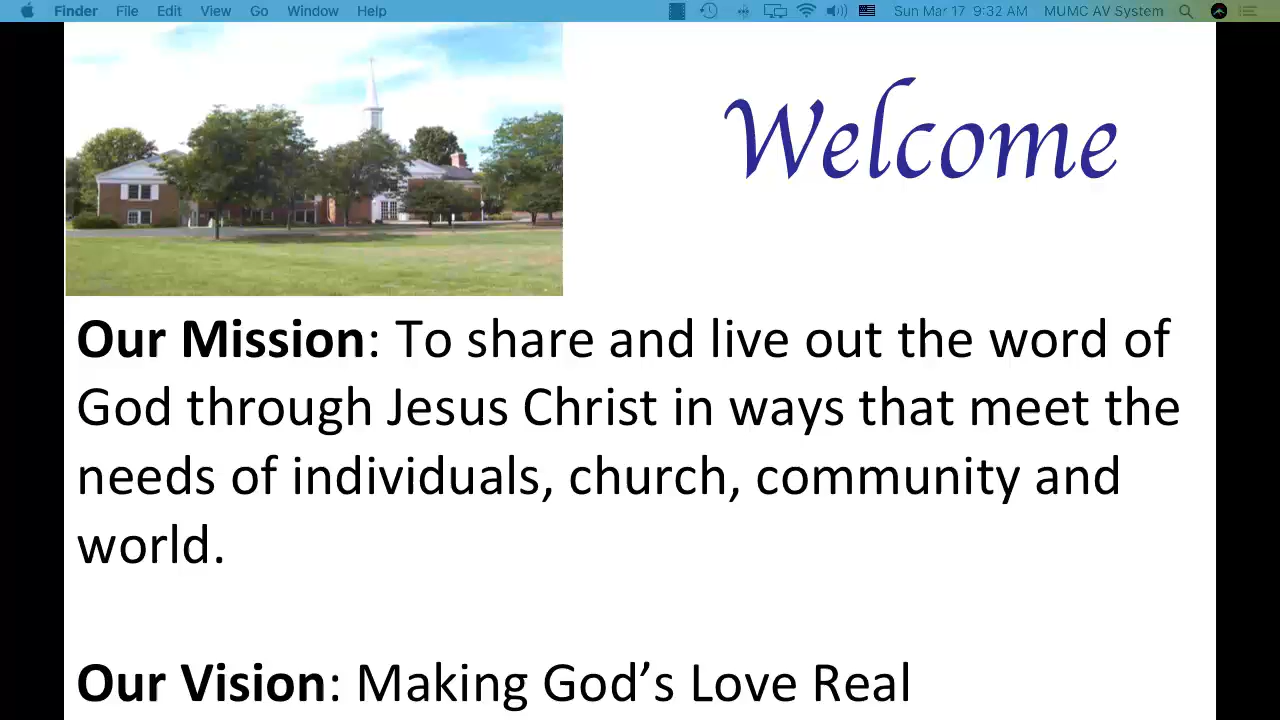 Finder File Edit View Go Window Help Sun Mar 17 9:32 AM MUMC AV System
Welcome
Our Mission: To share and live out the word of
God through Jesus Christ in ways that meet the
needs of individuals, church, community and
world.
Our Vision: Making God’s Love Real